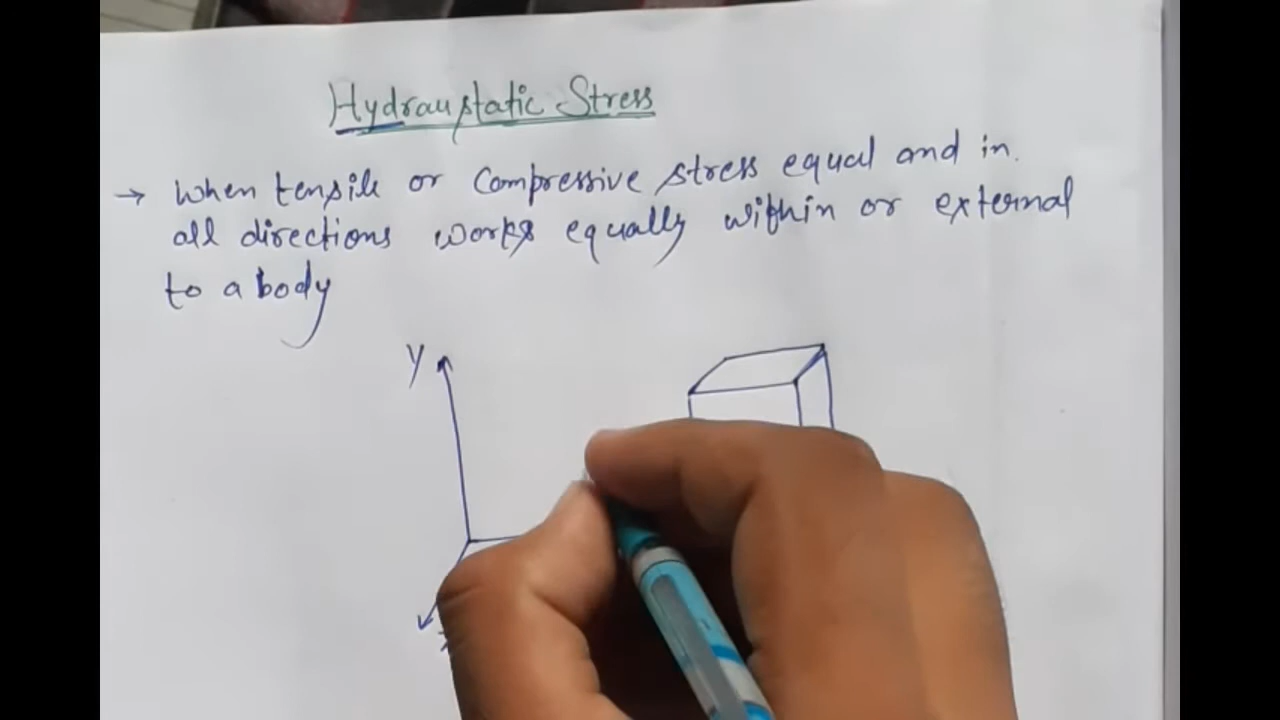 Hydraustatic Stress
→ When tensile or compressive stress equal and in
all directions works equally within or external
to a body
y